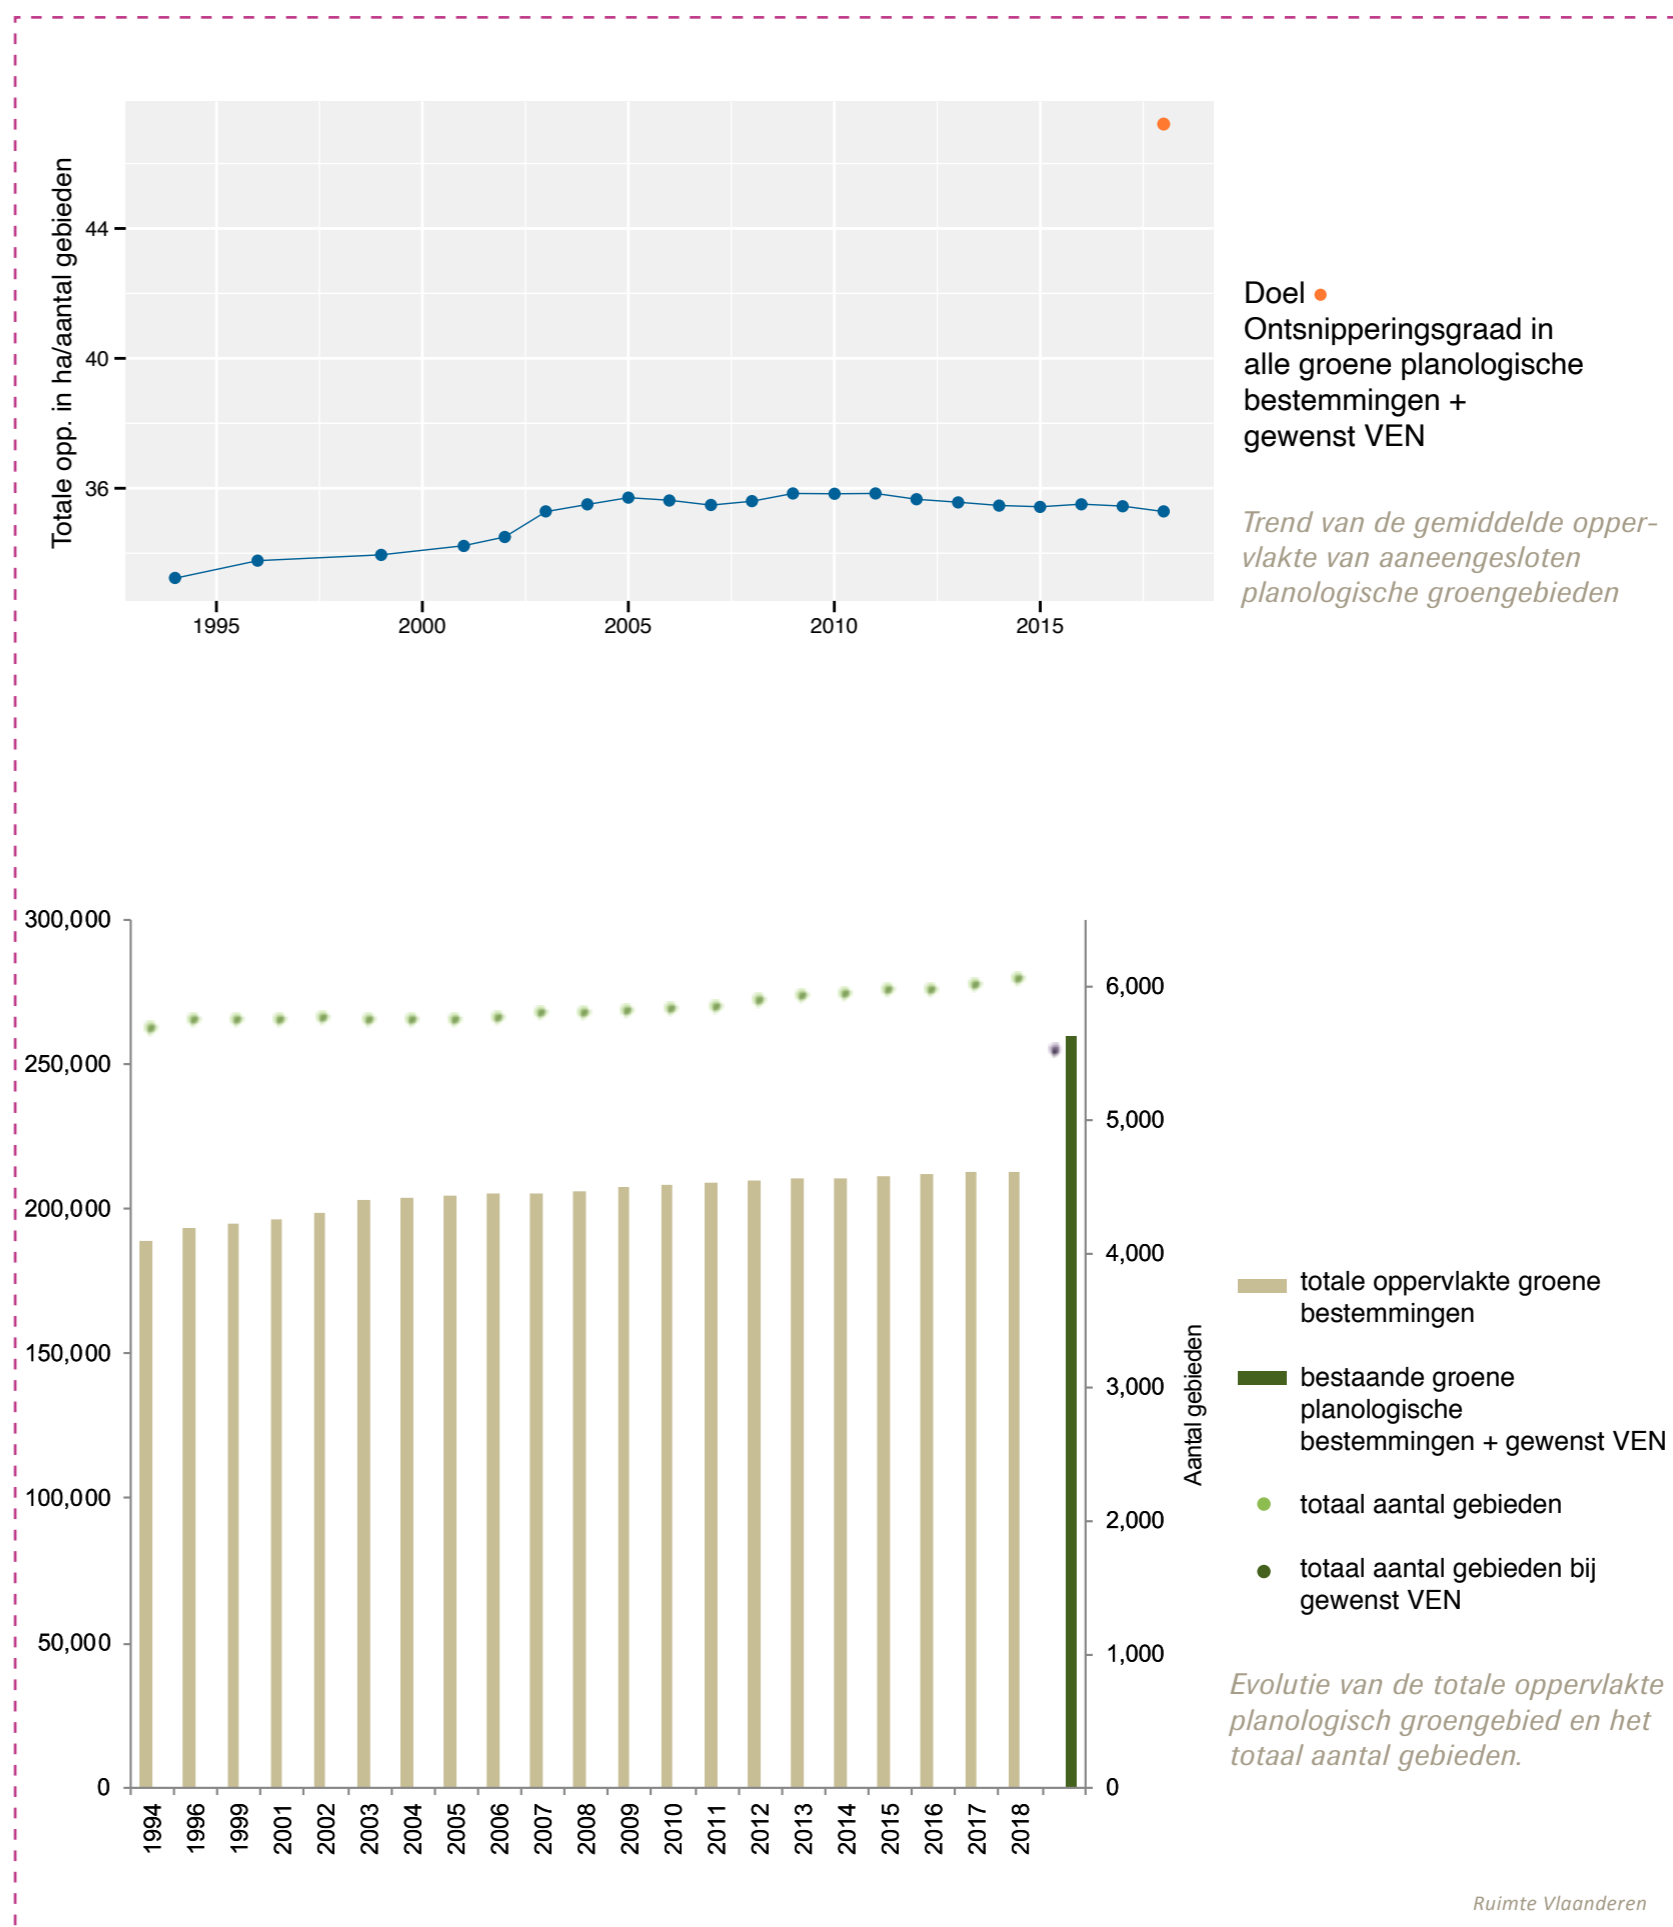 Totale opp. in ha/aantal gebieden
44
40
36
1995
2000
2005
2010
2015
Doel
Ontsnipperingsgraad in
alle groene planologische
bestemmingen +
gewenst VEN
Trend van de gemiddelde opper-
vlakte van aaneengesloten
planologische groengebieden
300,000
250,000
200,000
150,000
100,000
50,000
0
6,000
5,000
4,000
3,000
2,000
1,000
0
Aantal gebieden
1994
1996
1999
2001
2002
2003
2004
2005
2006
2007
2008
2009
2010
2011
2012
2013
2014
2015
2016
2017
2018
totale oppervlakte groene
bestemmingen
bestaande groene
planologische
bestemmingen + gewenst VEN
totaal aantal gebieden
totaal aantal gebieden bij
gewenst VEN
Evolutie van de totale oppervlakte
planologisch groengebied en het
totaal aantal gebieden.
Ruimte Vlaanderen